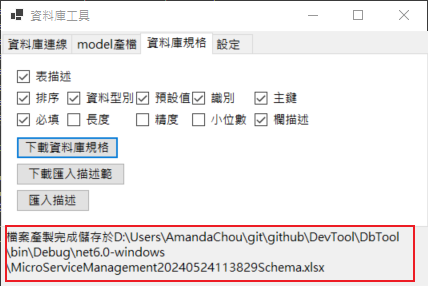 資料庫工具
資料庫連線 model產檔 資料庫規格 設定
表描述
排序 資料型別 預設值 識別 主鍵
必填 長度 精度 小位數 欄描述
下載資料庫規格
下載匯入描述範
匯入描述
檔案產製完成儲存於D:\Users\AmandaChou\git\github\DevTool\DbTool
\bin\Debug\net6.0-windows
\MicroServiceManagement20240524113829Schema.xlsx